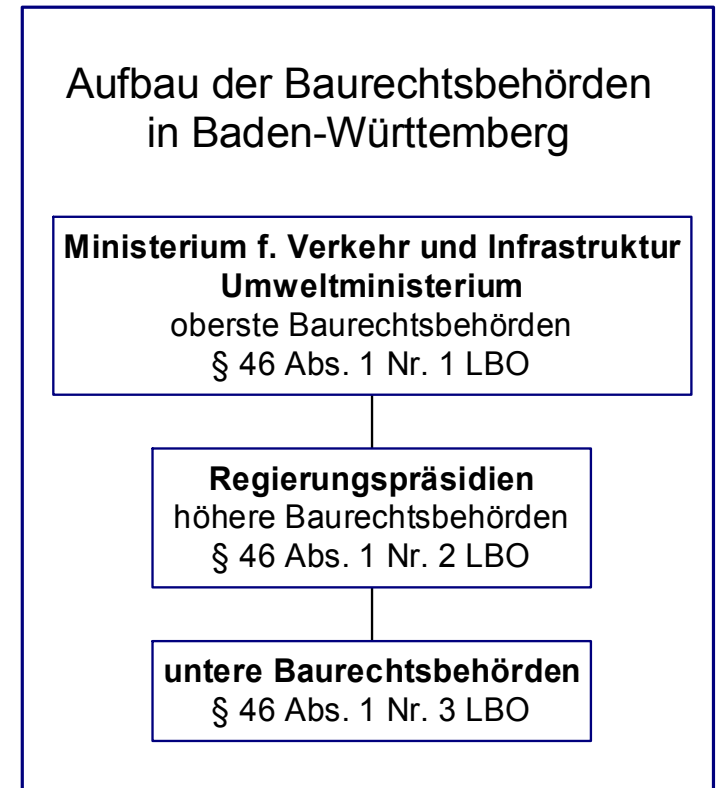 Aufbau der Baurechtsbehörden
in Baden-Württemberg
Ministerium f. Verkehr und Infrastruktur
Umweltministerium
oberste Baurechtsbehörden
§ 46 Abs. 1 Nr. 1 LBO
Regierungspräsidien
höhere Baurechtsbehörden
§ 46 Abs. 1 Nr. 2 LBO
untere Baurechtsbehörden
§ 46 Abs. 1 Nr. 3 LBO